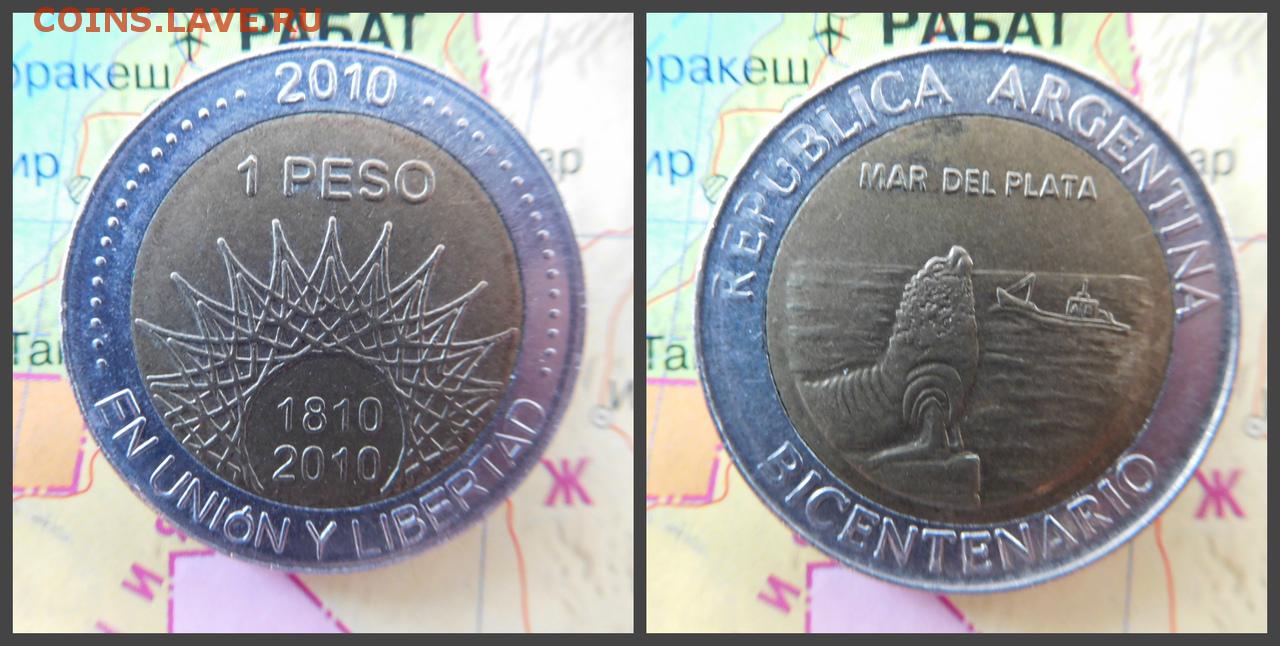 COINS.LAVE.RU
РАБАТ
ракеш
2010
1 PESO
1810
2010
EN UNIÓN Y LIBERTAD
Ж
И
РАБАТ
ракеш
REPUBLICA ARGENTINA
MAR DEL PLATA
BICENTENARIO
Ж
И